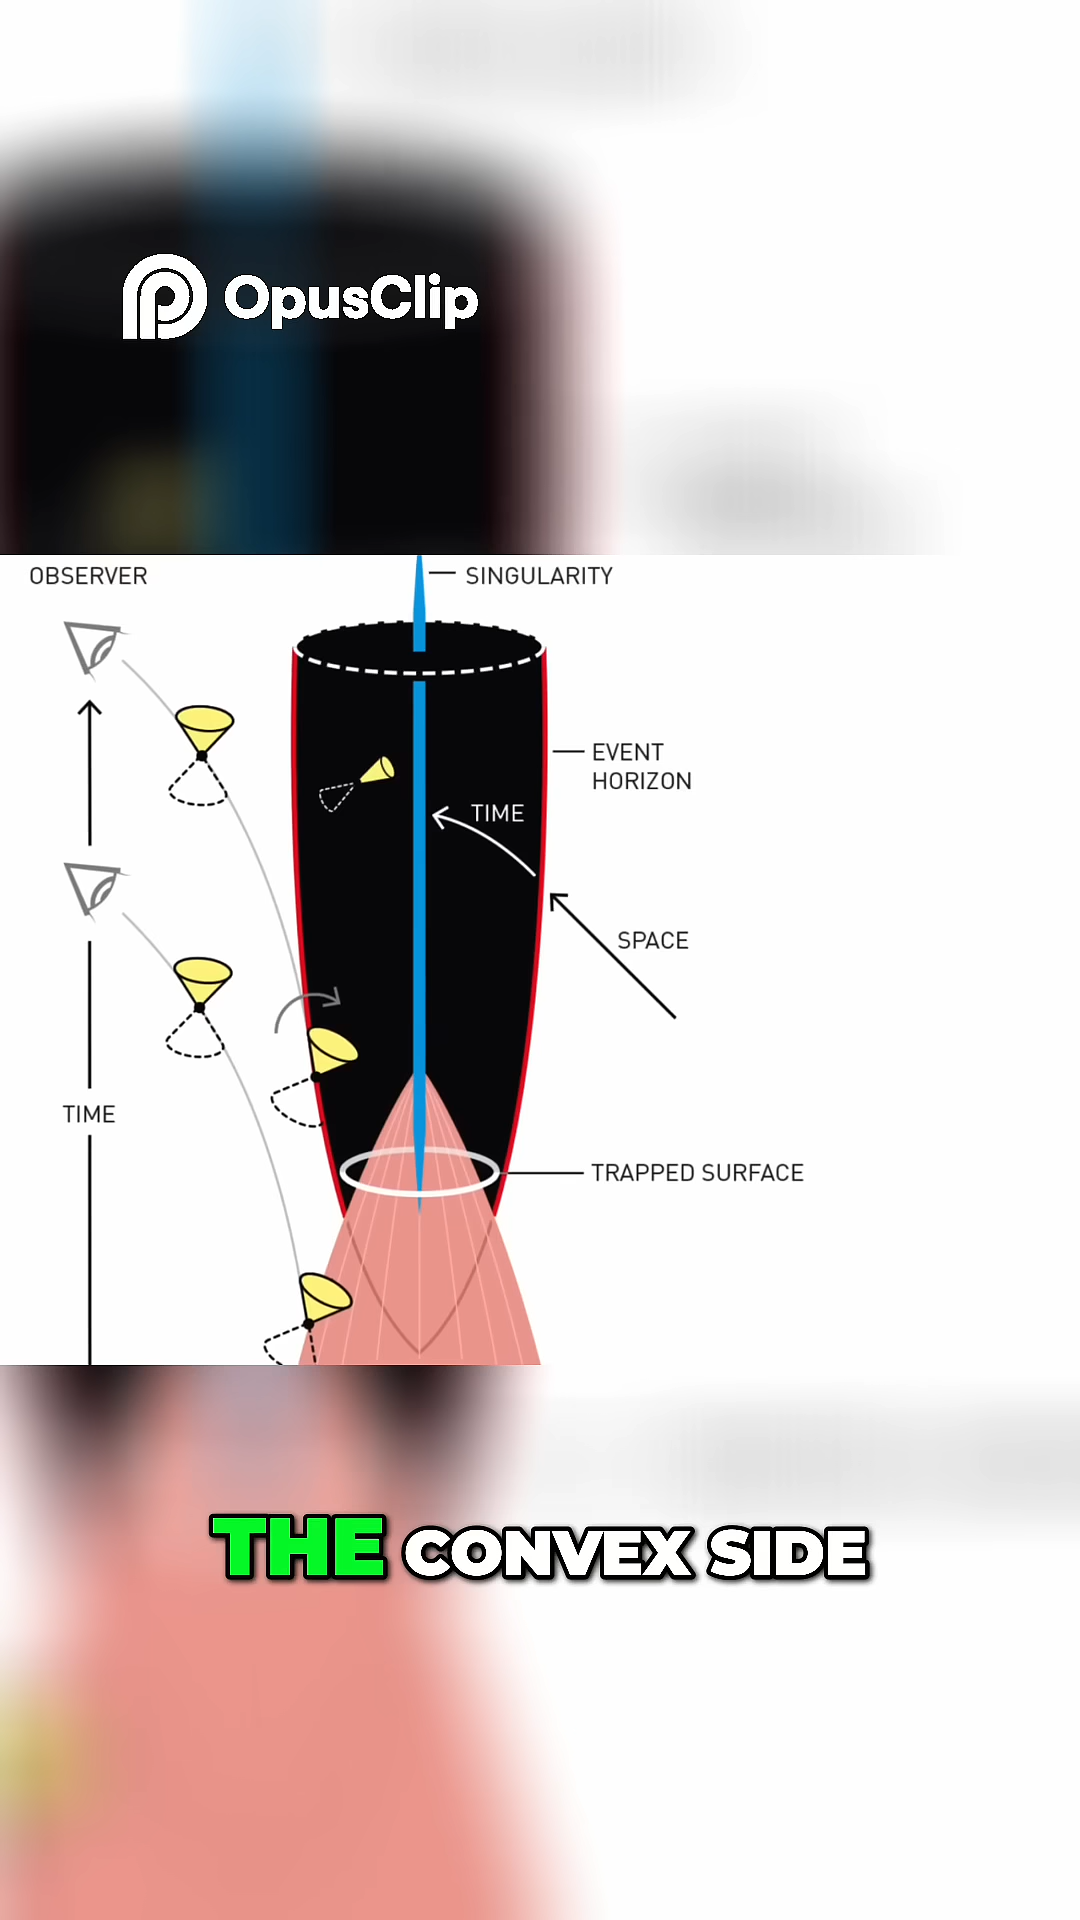 OpusClip
OBSERVER
SINGULARITY
EVENT
HORIZON
TIME
SPACE
TIME
TRAPPED SURFACE
THE CONVEX SIDE